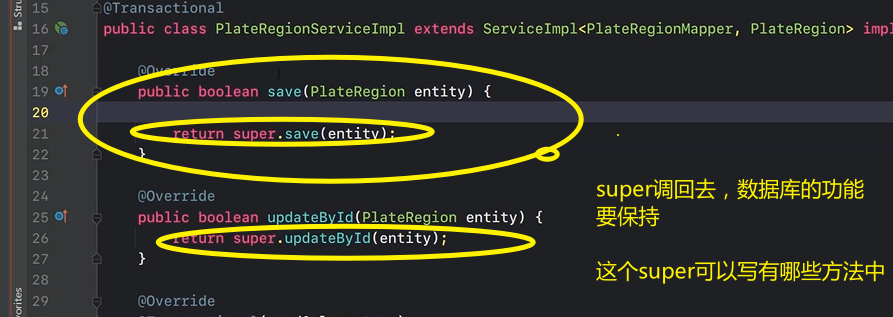 Stru
15 @Transactional
16 public class PlateRegionServiceImpl extends ServiceImpl<PlateRegionMapper, PlateRegion> impl
17
18 @Override
19 public boolean save(PlateRegion entity) {
20
21 return super.save(entity);
22 }
23
24 @Override
25 public boolean updateById(PlateRegion entity) {
26 return super.updateById(entity);
27 }
28
29 @Override
super调回去，数据库的功能
要保持
这个super可以写有哪些方法中
vorites